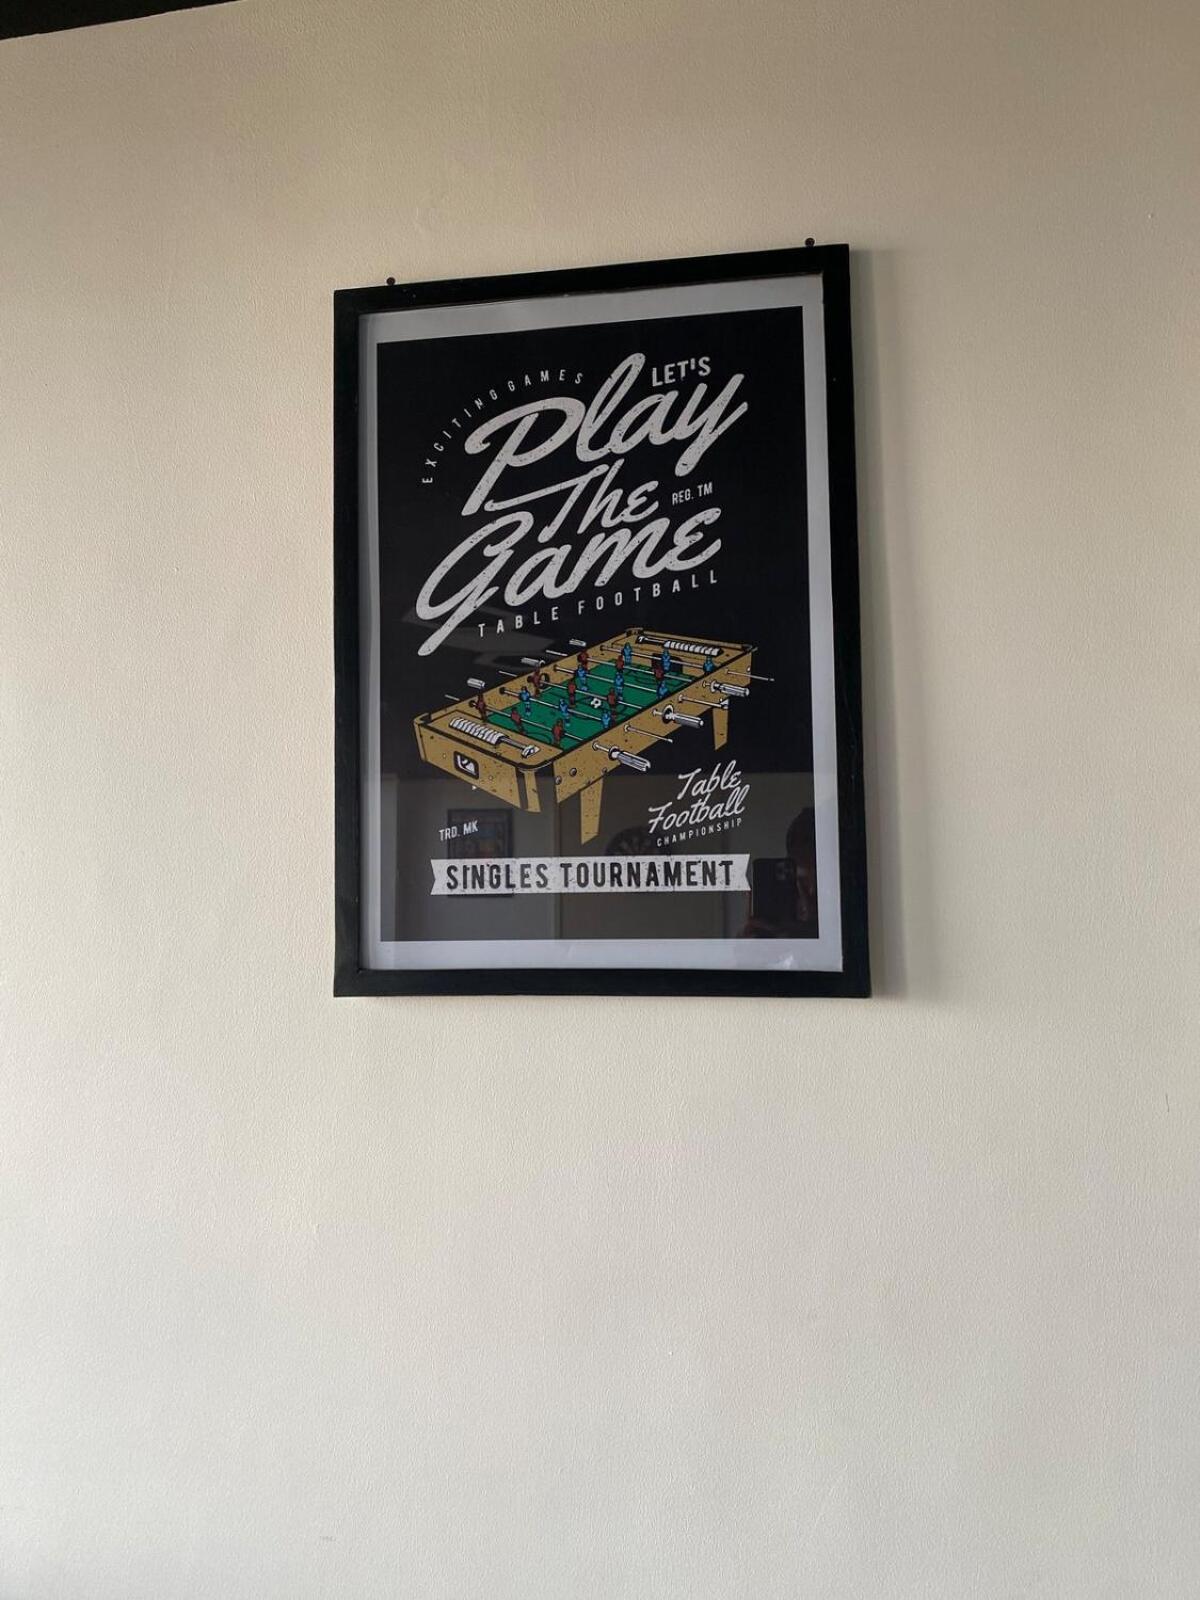 EXCITING GAMES
LET'S
Play
The
REG. TM
Game
TABLE FOOTBALL
Table
Football
CHAMPIONSHIP
TRD. MK
SINGLES TOURNAMENT